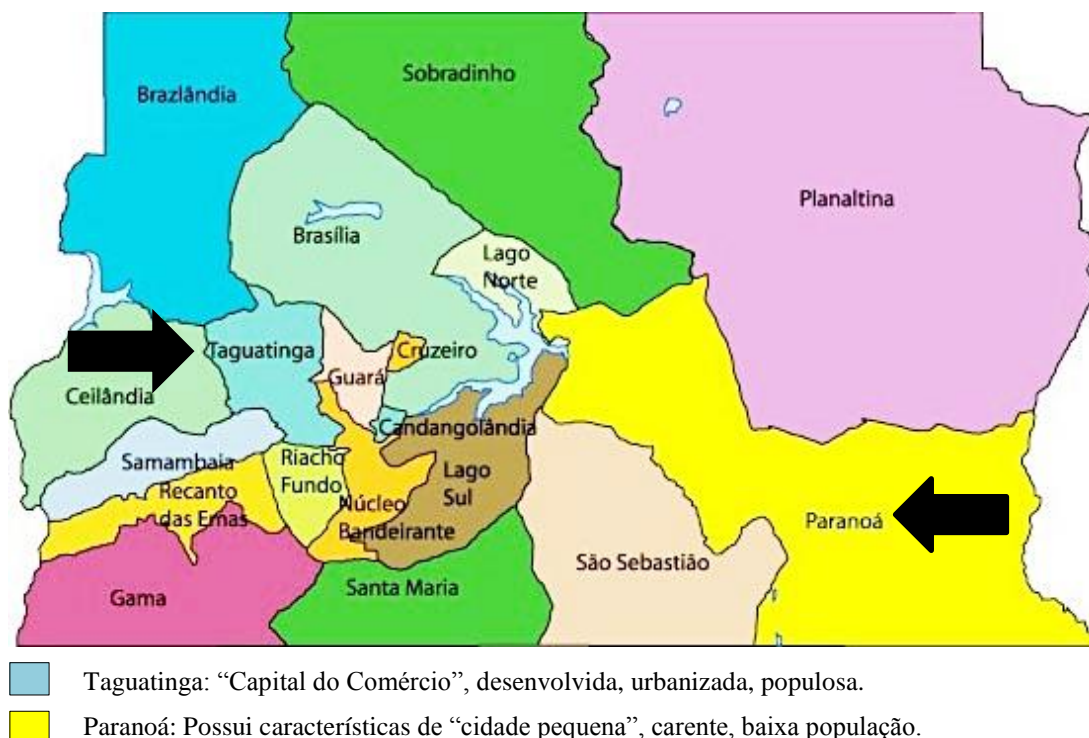 Sobradinho
Brazlândia
Planaltina
Brasília
Lago
Norte
Taguatinga
Cruzeiro
Guará
Ceilândia
Candangolândia
Samambaia
Riacho
Fundo
Lago
Sul
Recanto
das Emas
Núcleo
Bandeirante
Paranoá
São Sebastião
Santa Maria
Gama
Taguatinga: “Capital do Comércio”, desenvolvida, urbanizada, populosa.
Paranoá: Possui características de “cidade pequena”, carente, baixa população.